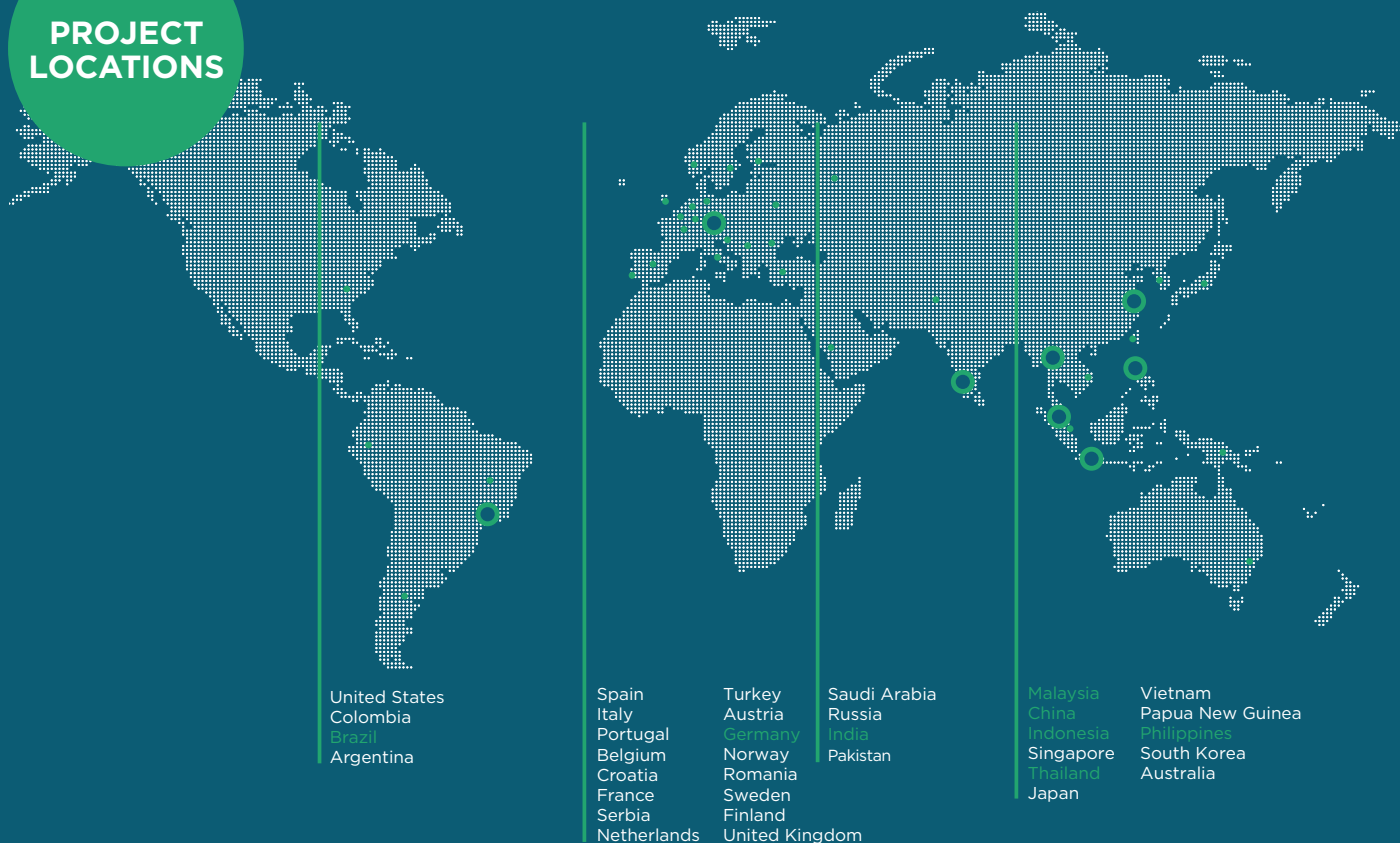 PROJECT
LOCATIONS
United States
Colombia
Brazil
Argentina
Spain
Italy
Portugal
Belgium
Croatia
France
Serbia
Netherlands
Turkey
Austria
Germany
Norway
Romania
Sweden
Finland
United Kingdom
Saudi Arabia
Russia
India
Pakistan
Malaysia
China
Indonesia
Singapore
Thailand
Japan
Vietnam
Papua New Guinea
Philippines
South Korea
Australia